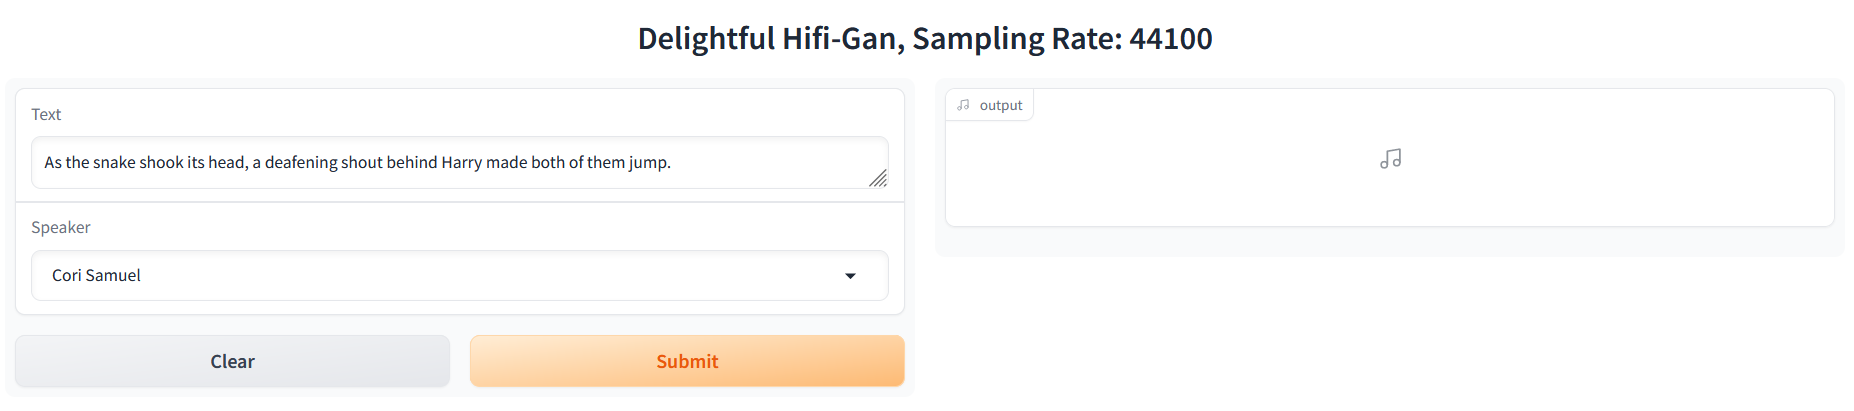 Delightful Hifi-Gan, Sampling Rate: 44100
Text
As the snake shook its head, a deafening shout behind Harry made both of them jump.
Speaker
Cori Samuel
Clear
Submit
output